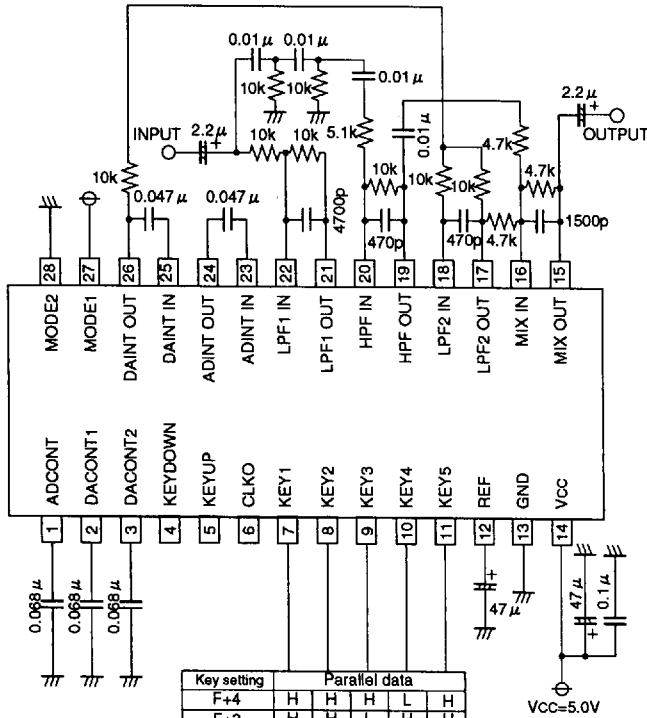 0.01μ 0.01μ
10k 10k 0.01μ
2.2μ +
INPUT
10k 10k
5.1k
0.01μ
2.2μ +
OUTPUT
4.7k
4.7k
10k
0.047μ 0.047μ
4700p
10k
470p
10k 10k
470p
4.7k
1500p
28 27 26 25 24 23 22 21 20 19 18 17 16 15
MODE2
MODE1
DAINT OUT
DAINT IN
ADINT OUT
ADINT IN
LPF1 IN
LPF1 OUT
HPF IN
HPF OUT
LPF2 IN
LPF2 OUT
MIX IN
MIX OUT
ADCONT
DACONT1
DACONT2
KEYDOWN
KEYUP
CLKO
KEY1
KEY2
KEY3
KEY4
KEY5
REF
GND
VCC
1 2 3 4 5 6 7 8 9 10 11 12 13 14
0.068μ 0.068μ 0.068μ
+ 47μ
47μ +
0.1μ
VCC=5.0V
Key setting Parallel data
F+4 H H H L H